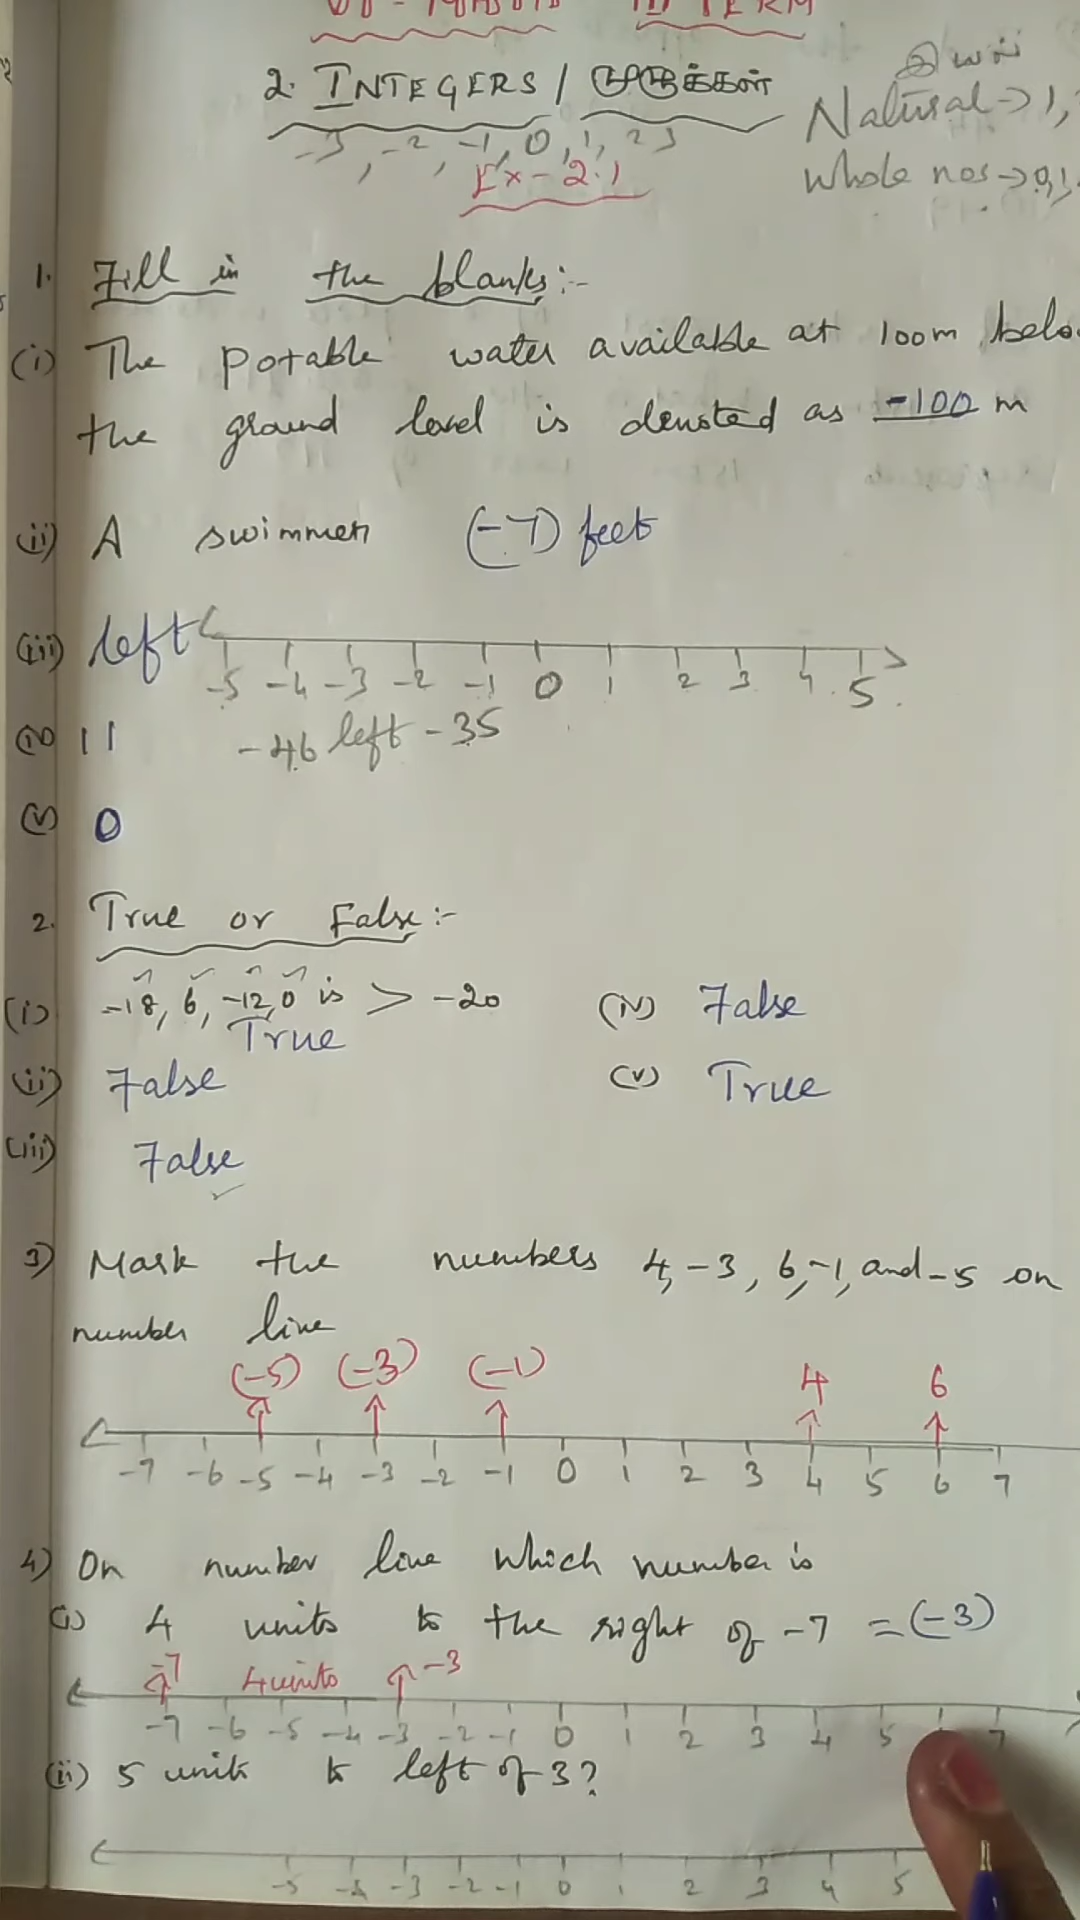 2. INTEGERS / முழுக்கள்
இயல்
Natural -> 1,
-3, -2, -1, 0, 1, 2 3
Whole nos -> 0, 1,
Ex - 2.1
1. Fill in the blanks:-
(i) The potable water available at 100m belo
the ground level is denoted as -100 m
(ii) A swimmer (-7) feet
(iii) left
-5 -4 -3 -2 -1 0 1 2 3 4 5
(iv) 11 -46 left -35
(v) 0
2. True or False:-
(i) -18, 6, -12, 0 is > -20 (iv) False
True
(ii) False (v) True
(iii) False
3) Mark the numbers 4, -3, 6, -1, and -5 on
number line
(-5) (-3) (-1) 4 6
-7 -6 -5 -4 -3 -2 -1 0 1 2 3 4 5 6 7
4) On number line which number is
(i) 4 units to the right of -7 = (-3)
-7 4 units -3
-7 -6 -5 -4 -3 -2 -1 0 1 2 3 4 5 7
(ii) 5 units to left of 3?
-5 -4 -3 -2 -1 0 1 2 3 4 5